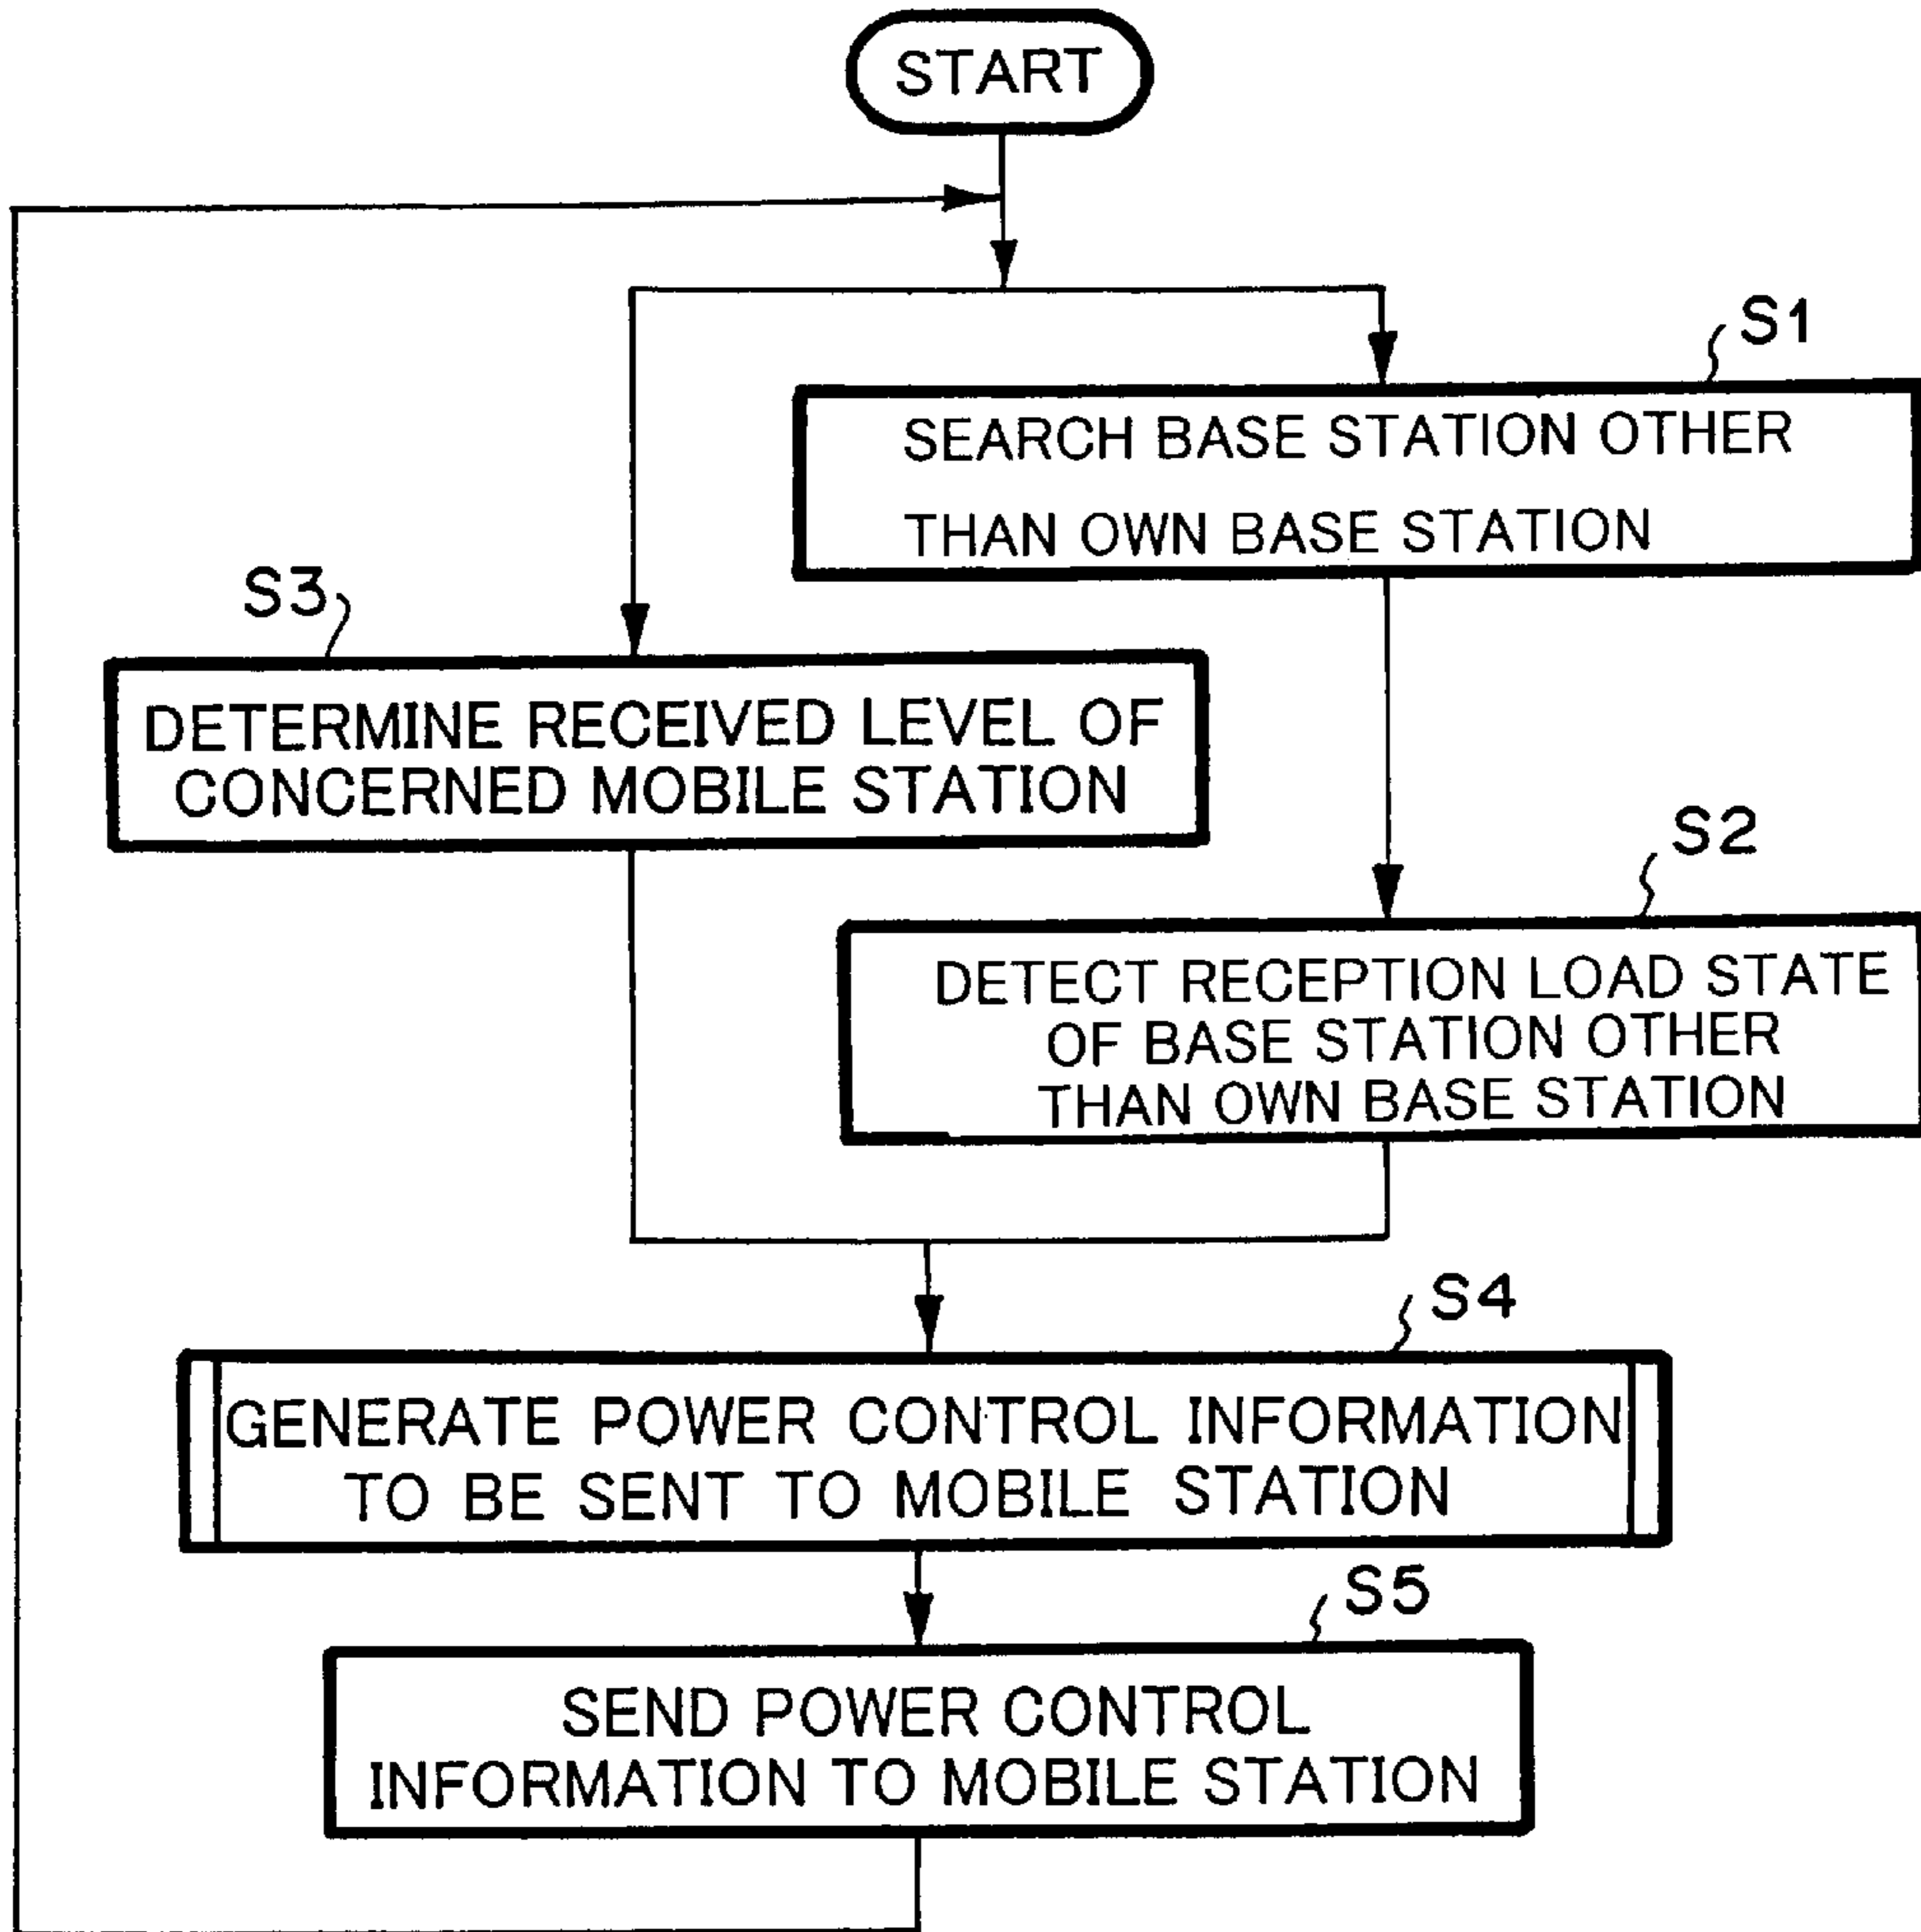 START
S1
SEARCH BASE STATION OTHER
THAN OWN BASE STATION
S3
DETERMINE RECEIVED LEVEL OF
CONCERNED MOBILE STATION
S2
DETECT RECEPTION LOAD STATE
OF BASE STATION OTHER
THAN OWN BASE STATION
S4
GENERATE POWER CONTROL INFORMATION
TO BE SENT TO MOBILE STATION
S5
SEND POWER CONTROL
INFORMATION TO MOBILE STATION